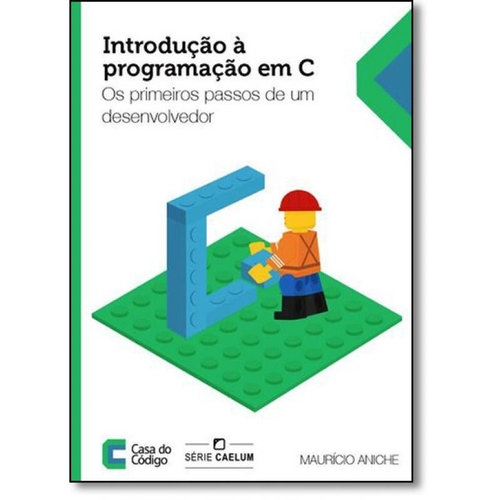 Introdução à
programação em C
Os primeiros passos de um
desenvolvedor
Casa do
Código
SÉRIE CAELUM
MAURÍCIO ANICHE